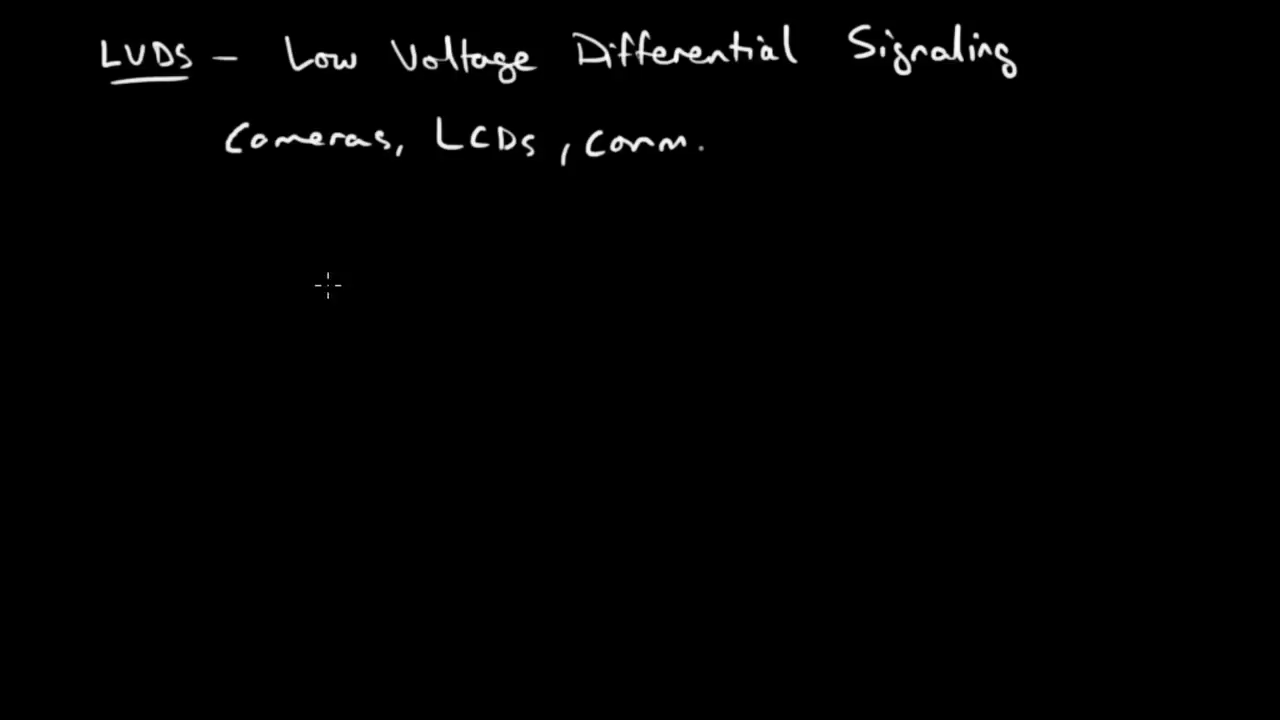 LVDS - Low Voltage Differential Signaling
Cameras, LCDs, comm.